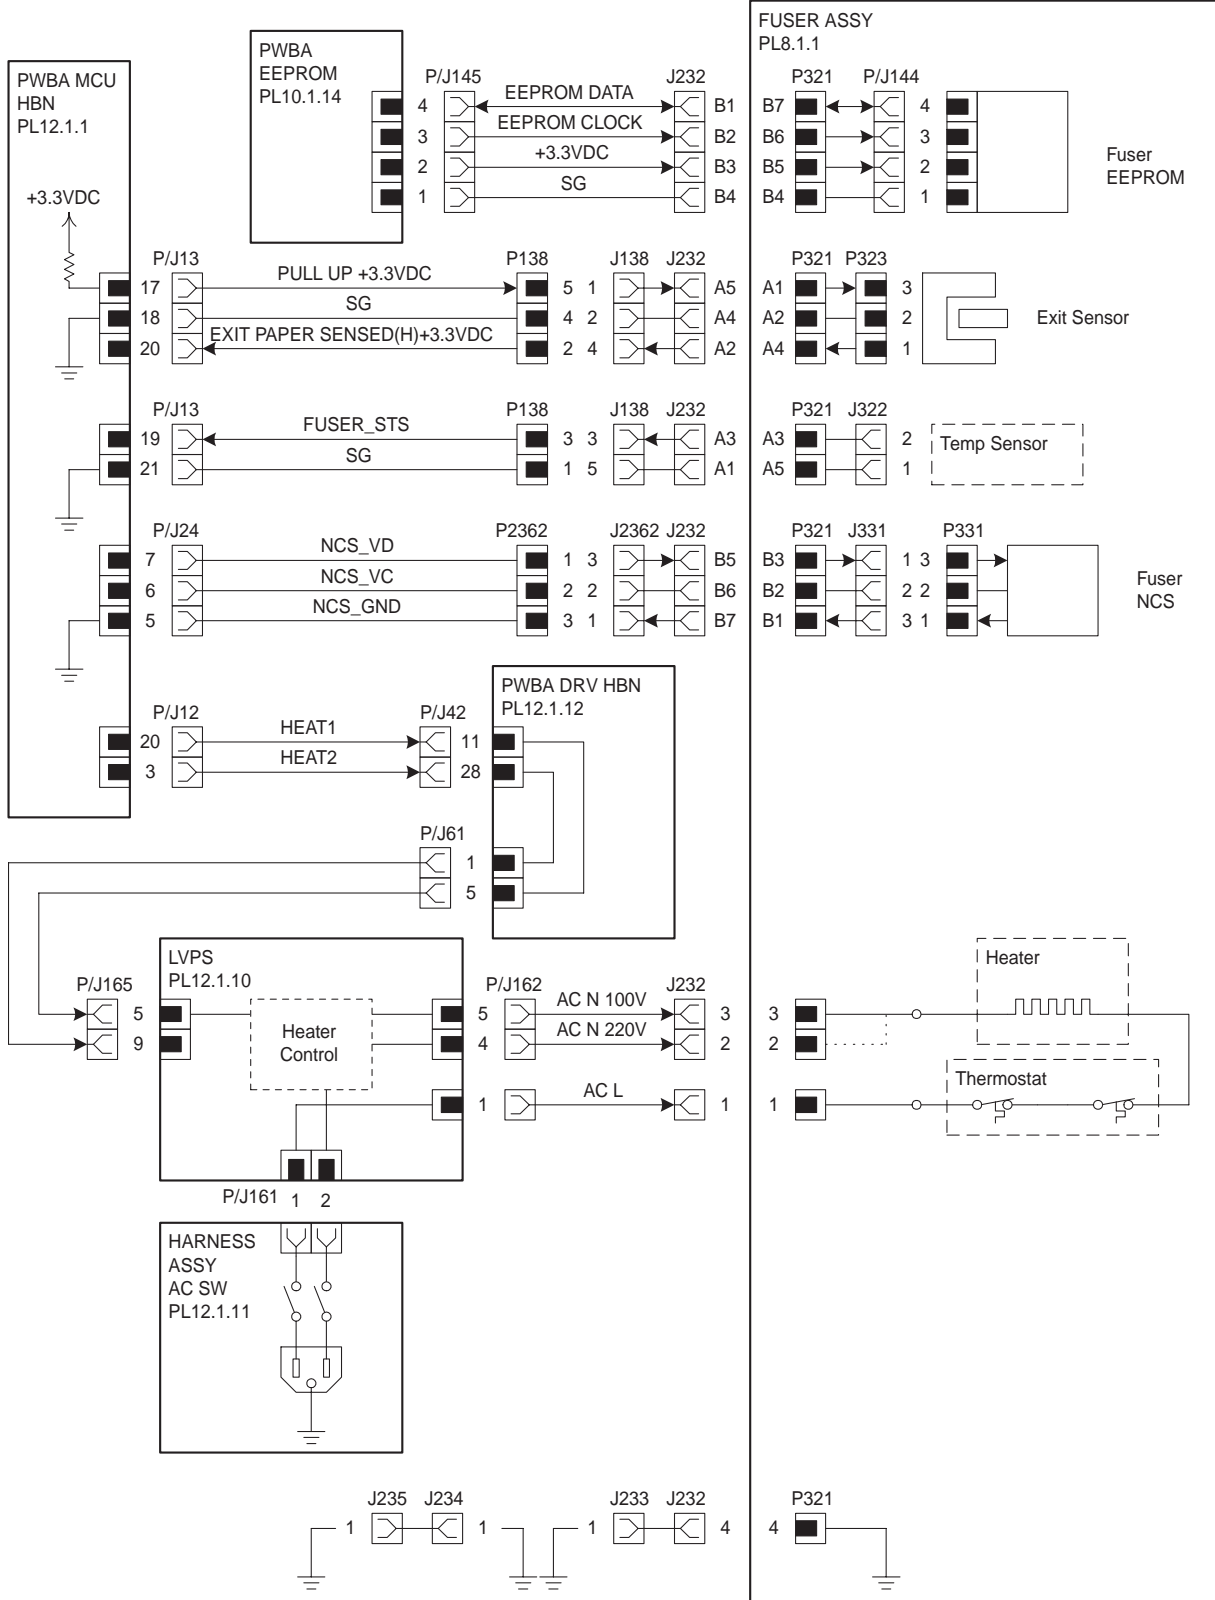 FUSER ASSY
PL8.1.1
PWBA
EEPROM
PL10.1.14
PWBA MCU
HBN
PL12.1.1
P/J145 J232 P321 P/J144
4 EEPROM DATA B1 B7 4
3 EEPROM CLOCK B2 B6 3
2 +3.3VDC B3 B5 2
1 SG B4 B4 1
Fuser
EEPROM
+3.3VDC
P/J13 P138 J138 J232 P321 P323
17 PULL UP +3.3VDC 5 1 A5 A1 3
18 SG 4 2 A4 A2 2
20 EXIT PAPER SENSED(H)+3.3VDC 2 4 A2 A4 1
Exit Sensor
P/J13 P138 J138 J232 P321 J322
19 FUSER_STS 3 3 A3 A3 2
21 SG 1 5 A1 A5 1
Temp Sensor
P/J24 P2362 J2362 J232 P321 J331 P331
7 NCS_VD 1 3 B5 B3 1 3
6 NCS_VC 2 2 B6 B2 2 2
5 NCS_GND 3 1 B7 B1 3 1
Fuser
NCS
PWBA DRV HBN
PL12.1.12
P/J12 P/J42
20 HEAT1 11
3 HEAT2 28
P/J61
1
5
LVPS
PL12.1.10
Heater
P/J165 P/J162 J232
5 5 AC N 100V 3 3
9 4 AC N 220V 2 2
Heater
Control
Thermostat
1 AC L 1 1
P/J161 1 2
HARNESS
ASSY
AC SW
PL12.1.11
J235 J234 J233 J232 P321
1 1 1 4 4